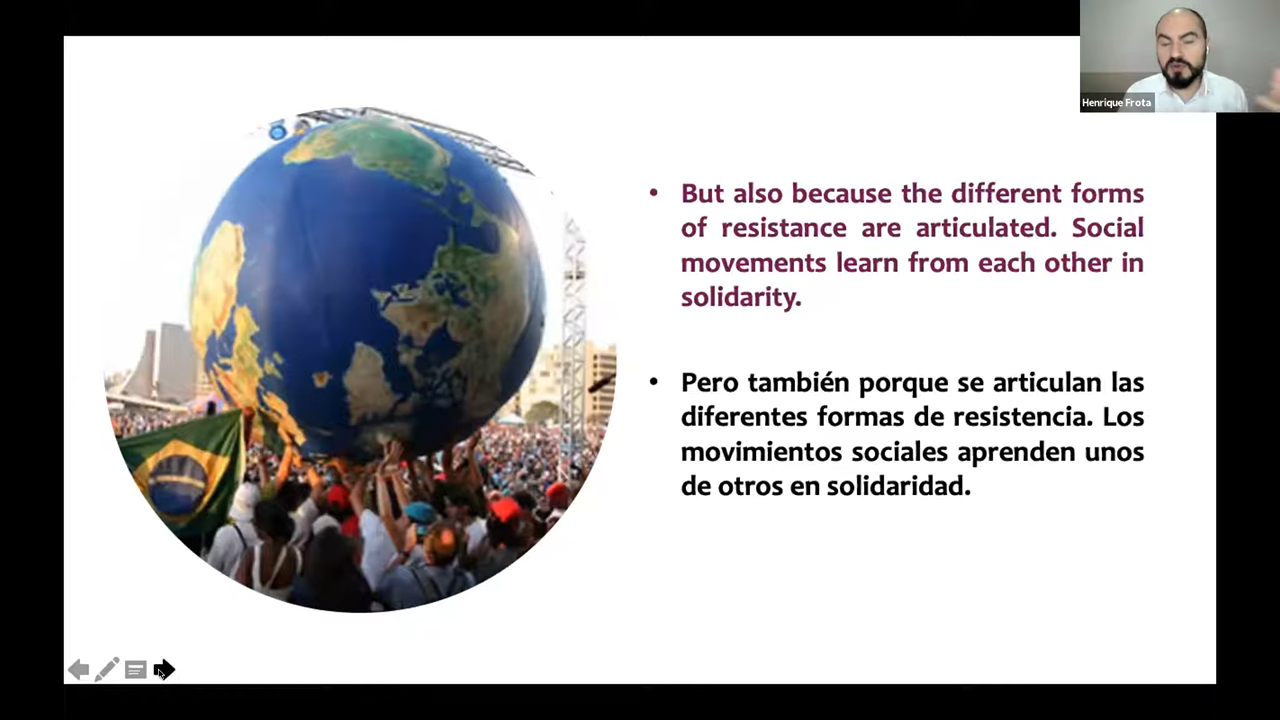 Henrique Frota
• But also because the different forms
of resistance are articulated. Social
movements learn from each other in
solidarity.
• Pero también porque se articulan las
diferentes formas de resistencia. Los
movimientos sociales aprenden unos
de otros en solidaridad.